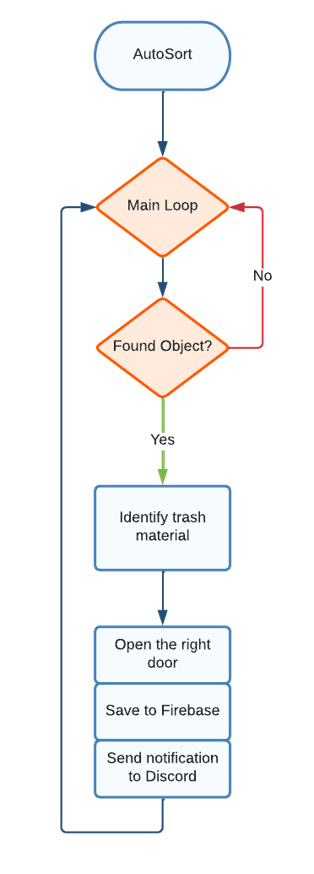 AutoSort
Main Loop
No
Found Object?
Yes
Identify trash
material
Open the right
door
Save to Firebase
Send notification
to Discord